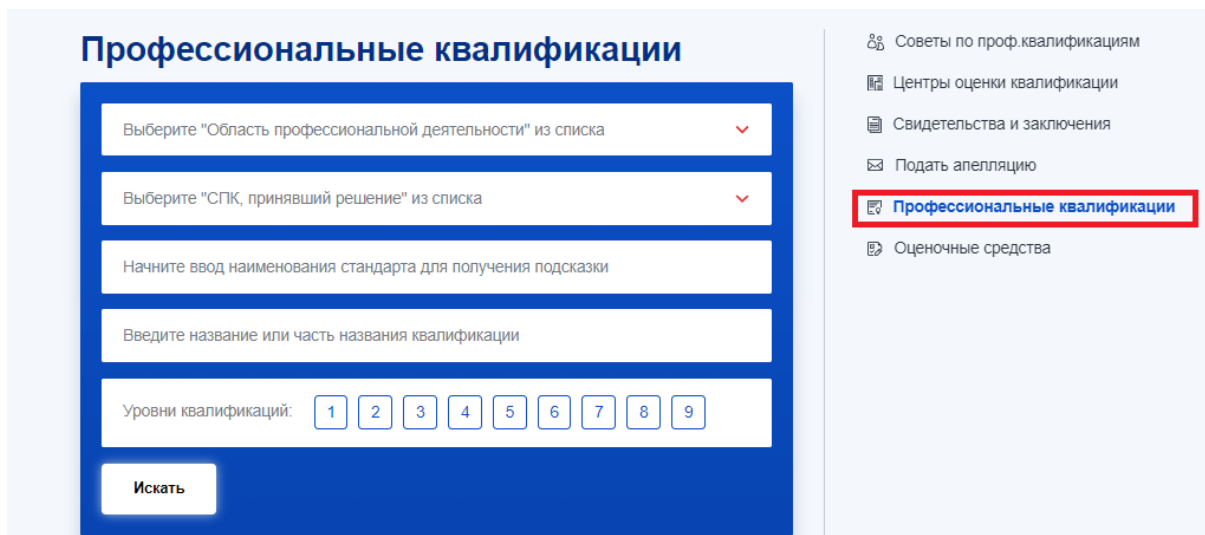 Профессиональные квалификации
Выберите "Область профессиональной деятельности" из списка
Выберите "СПК, принявший решение" из списка
Начните ввод наименования стандарта для получения подсказки
Введите название или часть названия квалификации
Уровни квалификаций: 1 2 3 4 5 6 7 8 9
Искать
Советы по проф.квалификациям
Центры оценки квалификации
Свидетельства и заключения
Подать апелляцию
Профессиональные квалификации
Оценочные средства